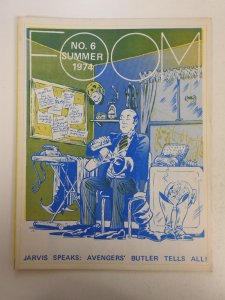 FOOM
NO. 6
SUMMER
1974
JARVIS SPEAKS: AVENGERS' BUTLER TELLS ALL!